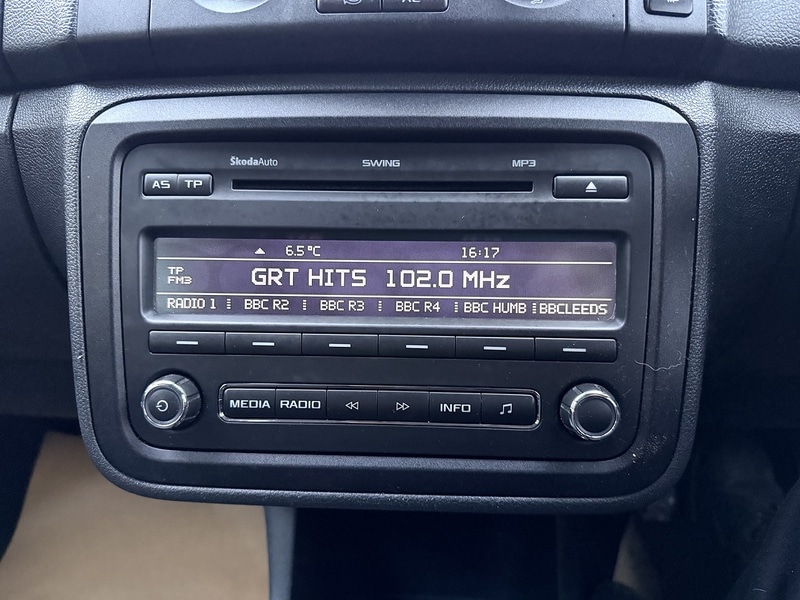 ŠkodaAuto SWING MP3
AS TP
6.5°C 16:17
TP
FM3
GRT HITS 102.0 MHz
RADIO 1 BBC R2 BBC R3 BBC R4 BBC HUMB BBCLEEDS
MEDIA RADIO INFO